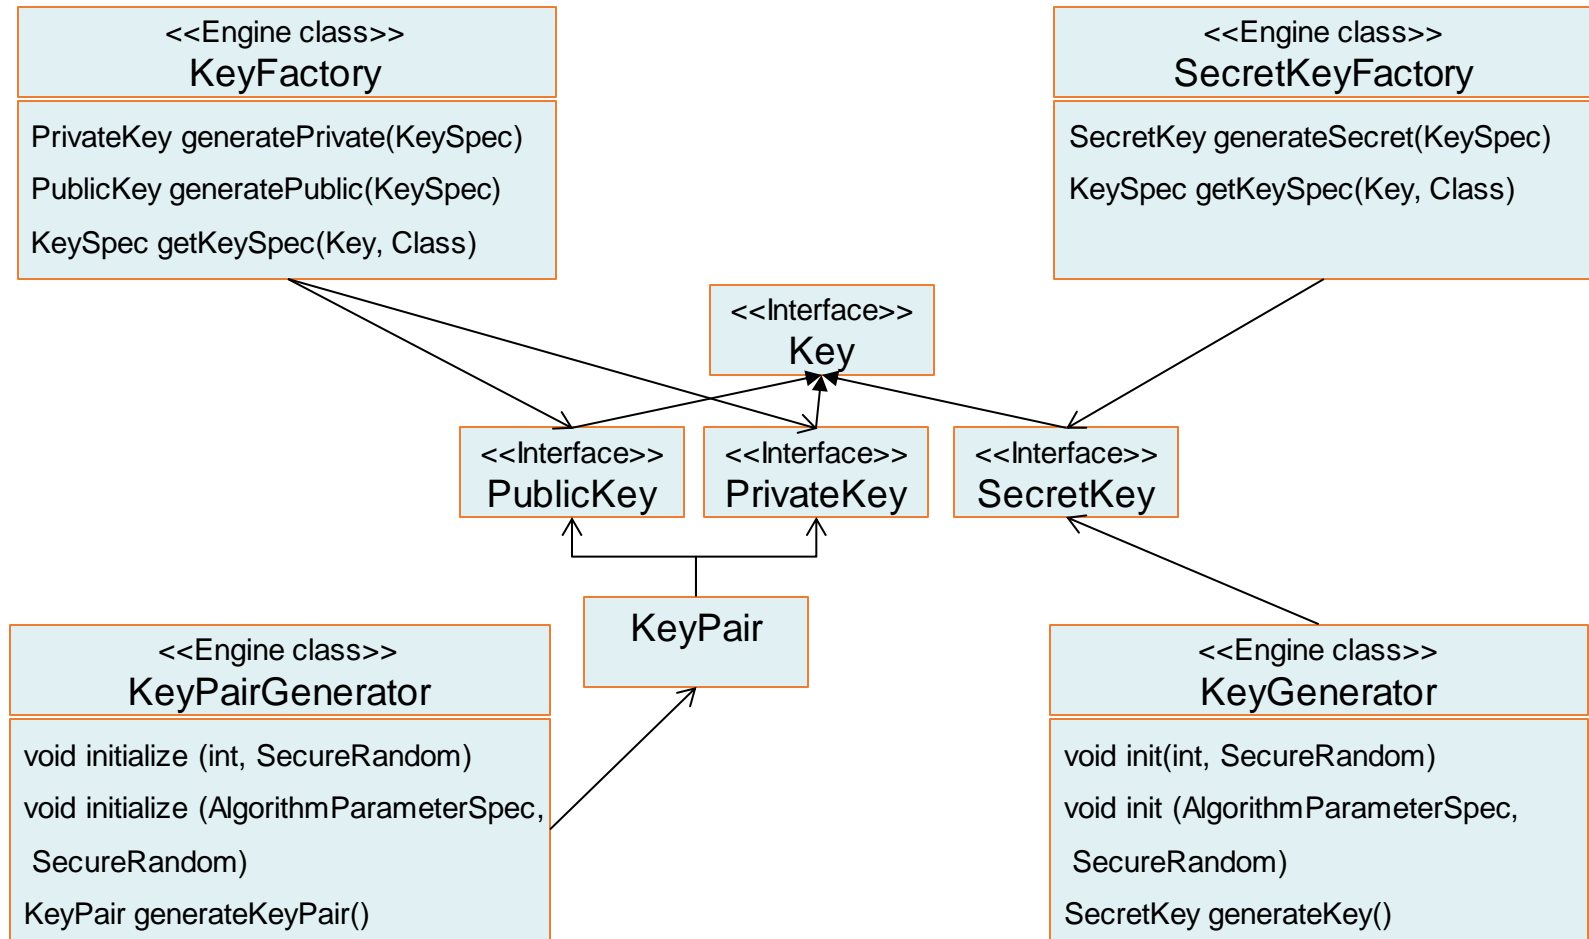 <<Engine class>>
KeyFactory
PrivateKey generatePrivate(KeySpec)
PublicKey generatePublic(KeySpec)
KeySpec getKeySpec(Key, Class)
<<Engine class>>
SecretKeyFactory
SecretKey generateSecret(KeySpec)
KeySpec getKeySpec(Key, Class)
<<Interface>>
Key
<<Interface>>
PublicKey
<<Interface>>
PrivateKey
<<Interface>>
SecretKey
KeyPair
<<Engine class>>
KeyPairGenerator
void initialize (int, SecureRandom)
void initialize (AlgorithmParameterSpec,
SecureRandom)
KeyPair generateKeyPair()
<<Engine class>>
KeyGenerator
void init(int, SecureRandom)
void init (AlgorithmParameterSpec,
SecureRandom)
SecretKey generateKey()